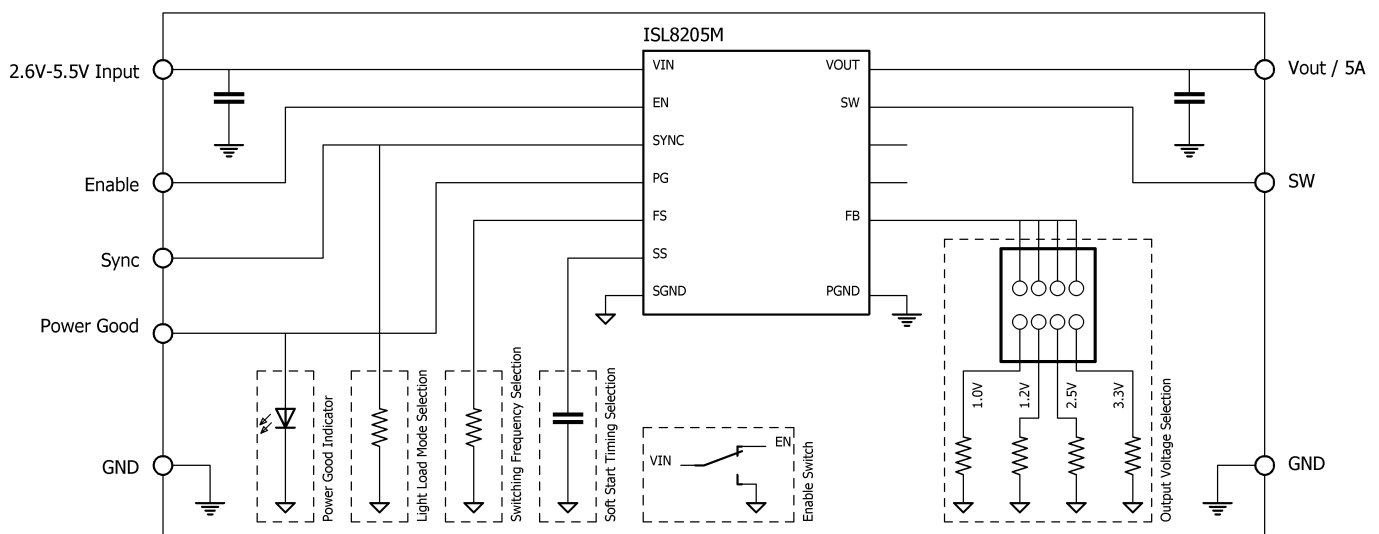 ISL8205M
2.6V-5.5V Input
VIN
VOUT
Vout / 5A
EN
SW
SYNC
Enable
PG
SW
FS
FB
Sync
SS
SGND
PGND
Power Good
Power Good Indicator
Light Load Mode Selection
Switching Frequency Selection
Soft Start Timing Selection
VIN
EN
Enable Switch
1.0V
1.2V
2.5V
3.3V
Output Voltage Selection
GND
GND